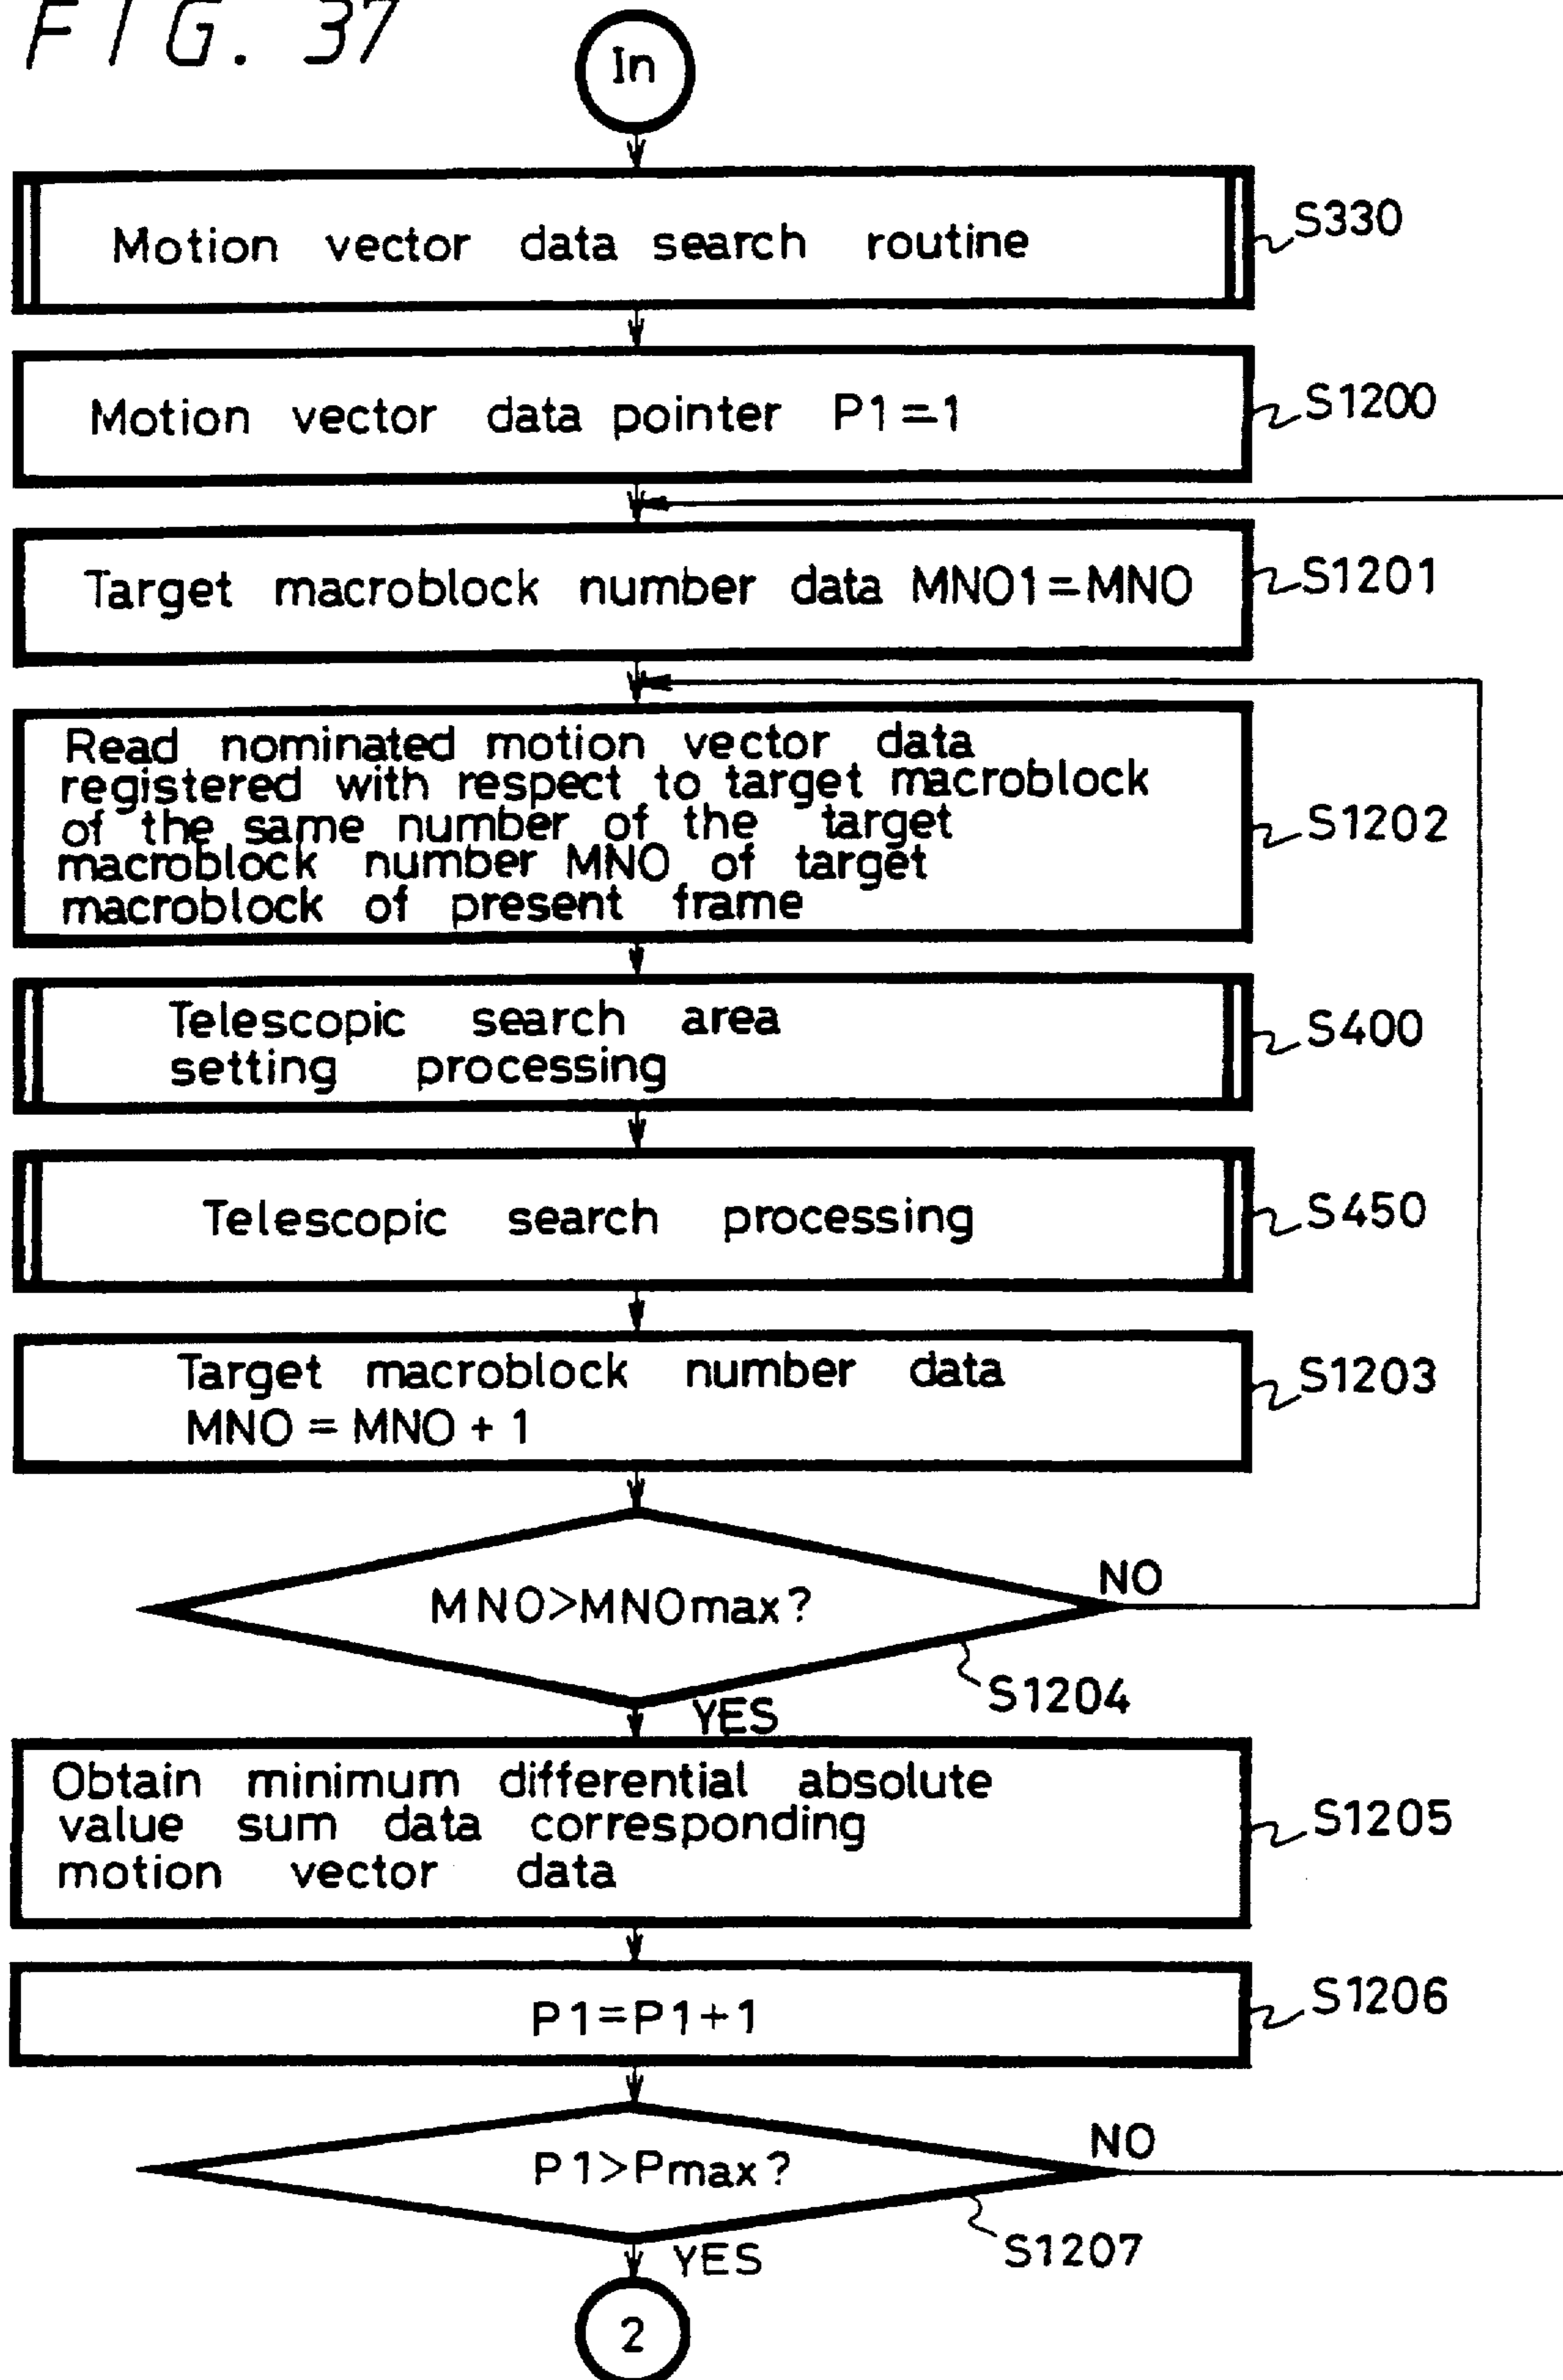 FIG. 37
In
Motion vector data search routine
S330
Motion vector data pointer P1=1
S1200
Target macroblock number data MNO1=MNO
S1201
Read nominated motion vector data
registered with respect to target macroblock
of the same number of the target
macroblock number MNO of target
macroblock of present frame
S1202
Telescopic search area
setting processing
S400
Telescopic search processing
S450
Target macroblock number data
MNO = MNO + 1
S1203
MNO>MNOmax?
NO
S1204
YES
Obtain minimum differential absolute
value sum data corresponding
motion vector data
S1205
P1=P1+1
S1206
P1>Pmax?
NO
S1207
YES
2